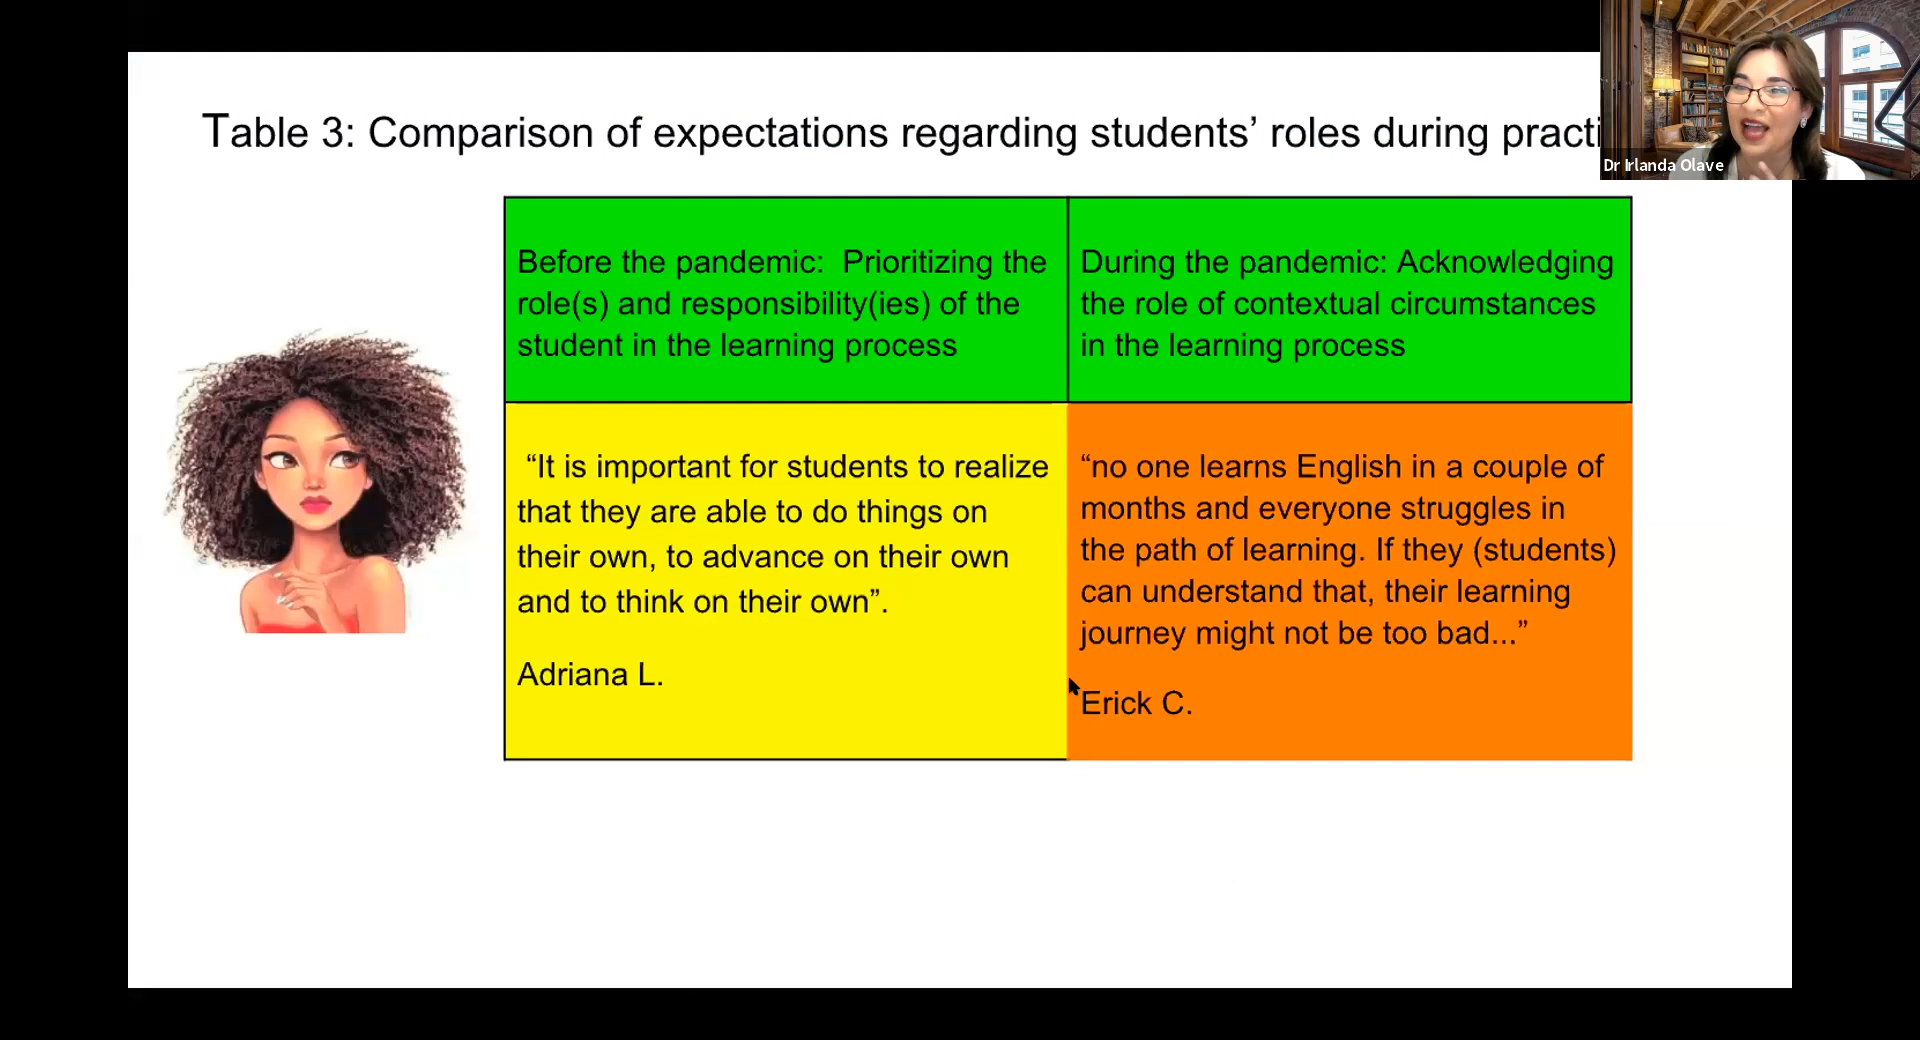 Table 3: Comparison of expectations regarding students’ roles during practi
Dr Irlanda Olave
Before the pandemic:  Prioritizing the
role(s) and responsibility(ies) of the
student in the learning process
During the pandemic: Acknowledging
the role of contextual circumstances
in the learning process
“It is important for students to realize
that they are able to do things on
their own, to advance on their own
and to think on their own”.
Adriana L.
“no one learns English in a couple of
months and everyone struggles in
the path of learning. If they (students)
can understand that, their learning
journey might not be too bad...”
Erick C.